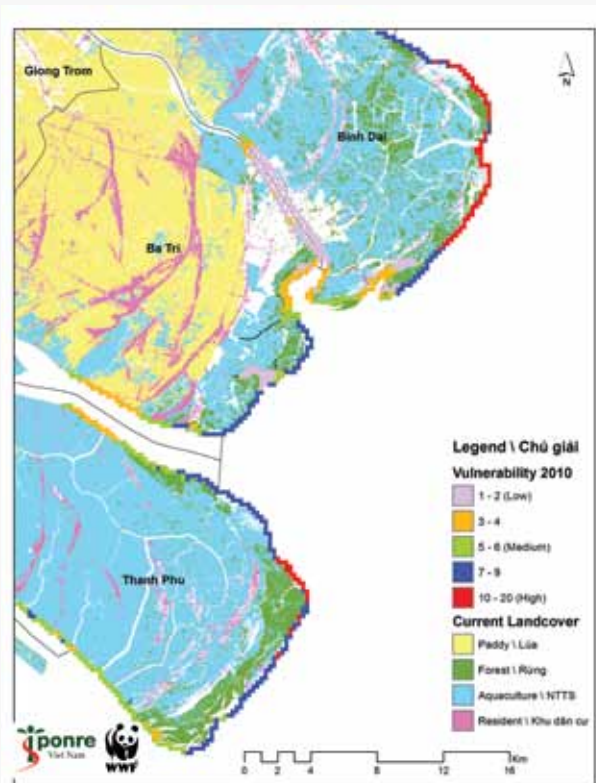 Giong Trom
N
Binh Dai
Ba Tri
Thanh Phu
Legend \ Chú giải
Vulnerability 2010
1 - 2 (Low)
3 - 4
5 - 6 (Medium)
7 - 9
10 - 20 (High)
Current Landcover
Paddy \ Lúa
Forest \ Rừng
Aquaculture \ NTTS
Resident \ Khu dân cư
iponre
Viet Nam
WWF
Km
0 2 4 8 12 16